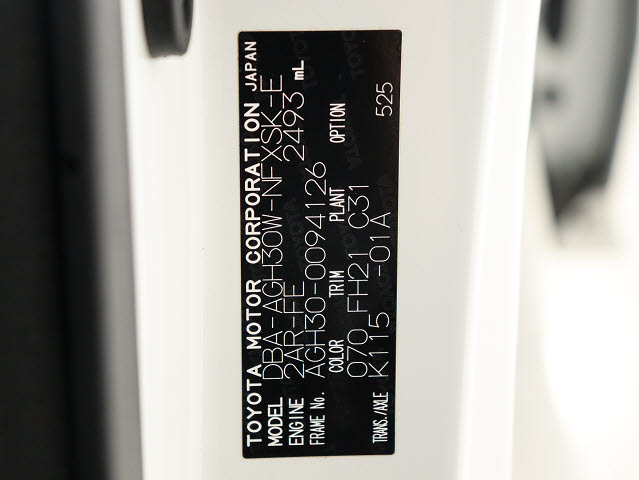 TOYOTA MOTOR CORPORATION JAPAN
MODEL DBA-AGH30W-NFXSK-E
ENGINE 2AR-FE 2493 mL
FRAME No. AGH30-0094126
COLOR TRIM PLANT OPTION
070 FH21 C31
TRANS./AXLE K115 -01A 525